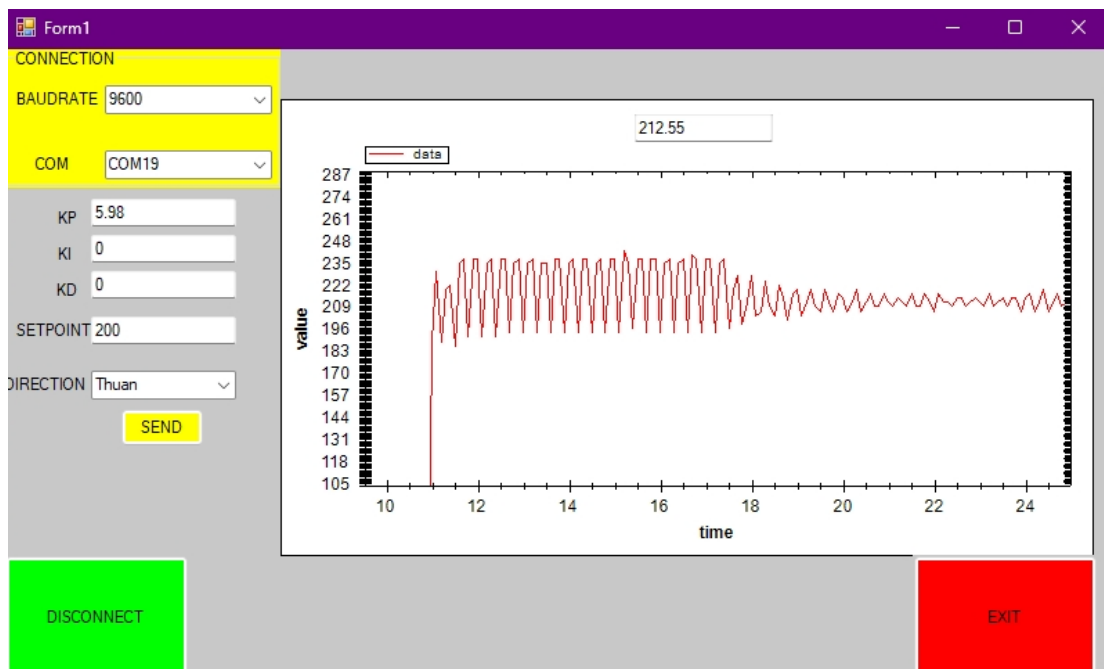 Form1
CONNECTION
BAUDRATE 9600
COM COM19
KP 5.98
KI 0
KD 0
SETPOINT 200
DIRECTION Thuan
SEND
DISCONNECT
212.55
data
287
274
261
248
235
222
209
196
183
170
157
144
131
118
105
value
10 12 14 16 18 20 22 24
time
EXIT